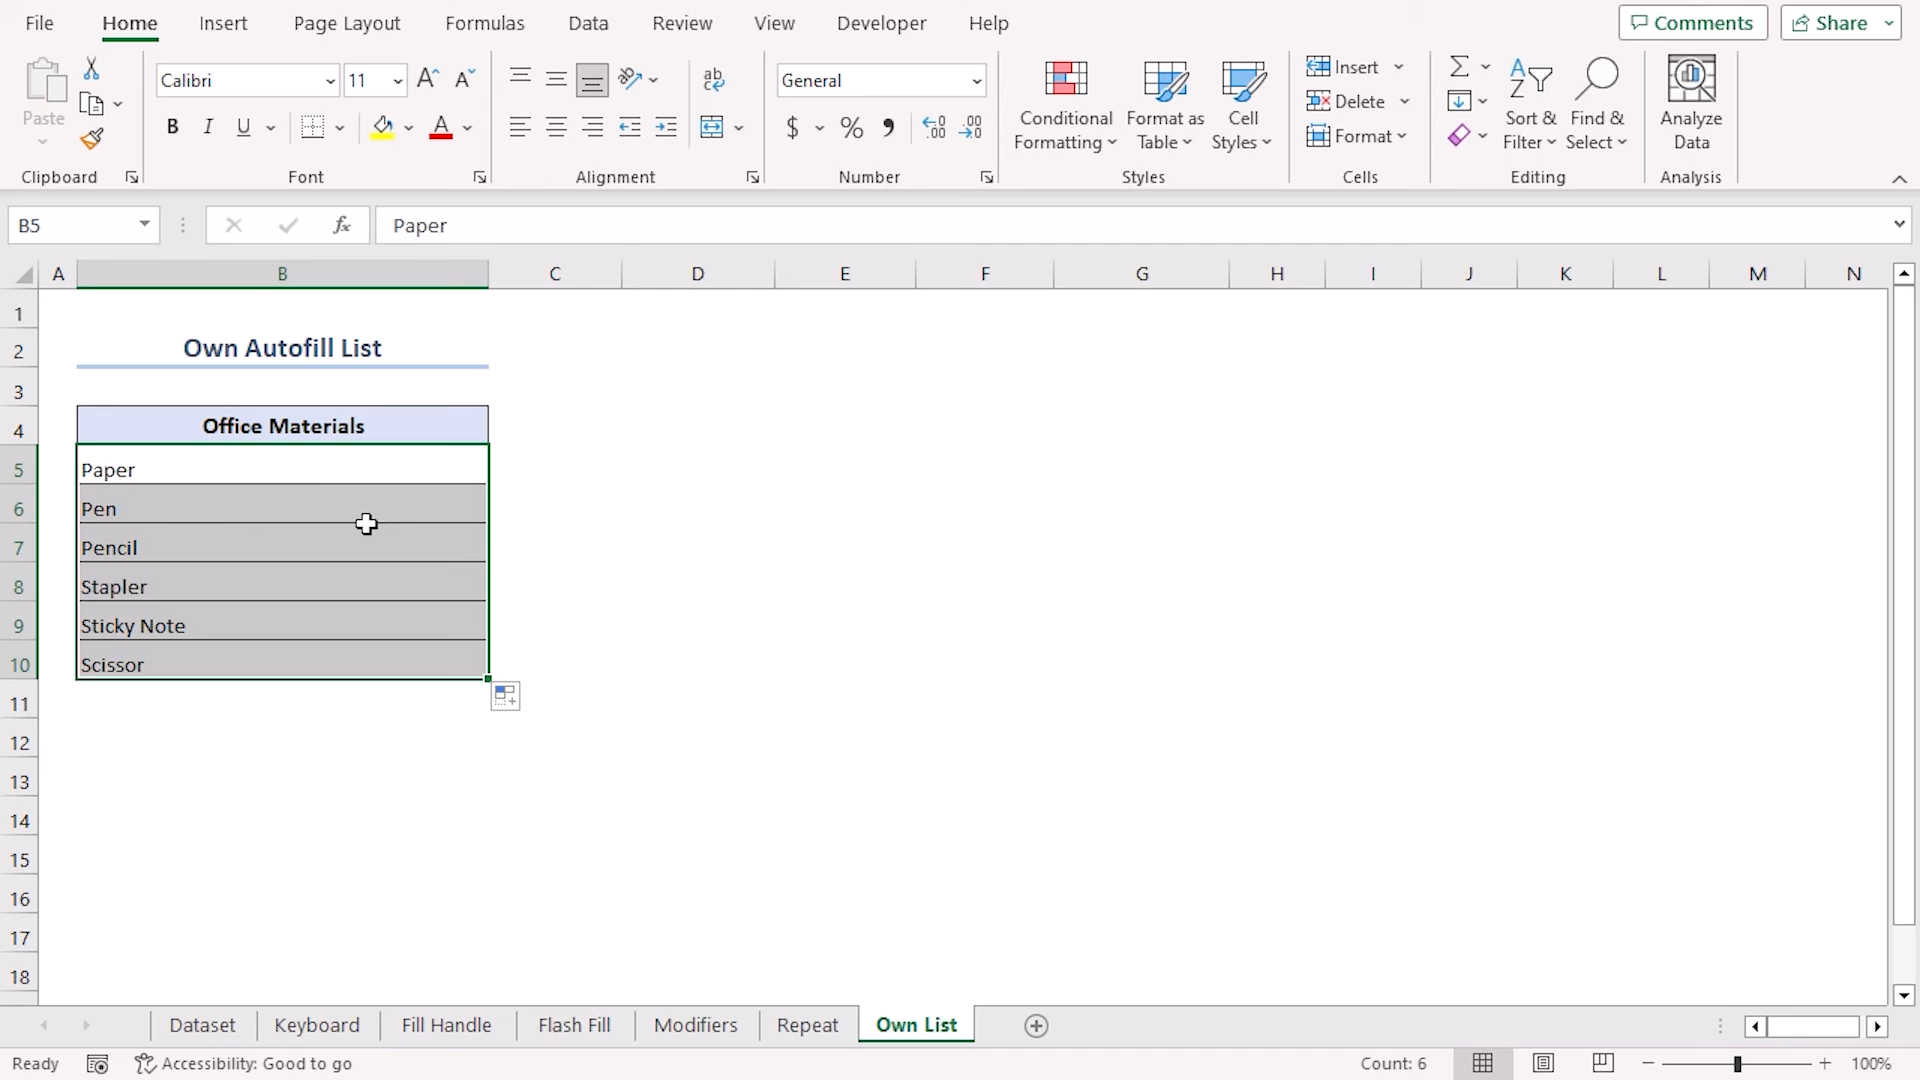 File Home Insert Page Layout Formulas Data Review View Developer Help Comments Share
Calibri 11 A A ab General Insert Σ A Z
Paste Delete
B I U A $ % , .00 .00 Conditional Formatting Format as Table Cell Styles Format Sort & Filter Find & Select Analyze Data
Clipboard Font Alignment Number Styles Cells Editing Analysis
B5 fx Paper
A B C D E F G H I J K L M N
1
2 Own Autofill List
3
4 Office Materials
5 Paper
6 Pen
7 Pencil
8 Stapler
9 Sticky Note
10 Scissor
11
12
13
14
15
16
17
18
Dataset Keyboard Fill Handle Flash Fill Modifiers Repeat Own List
Ready Accessibility: Good to go Count: 6 100%